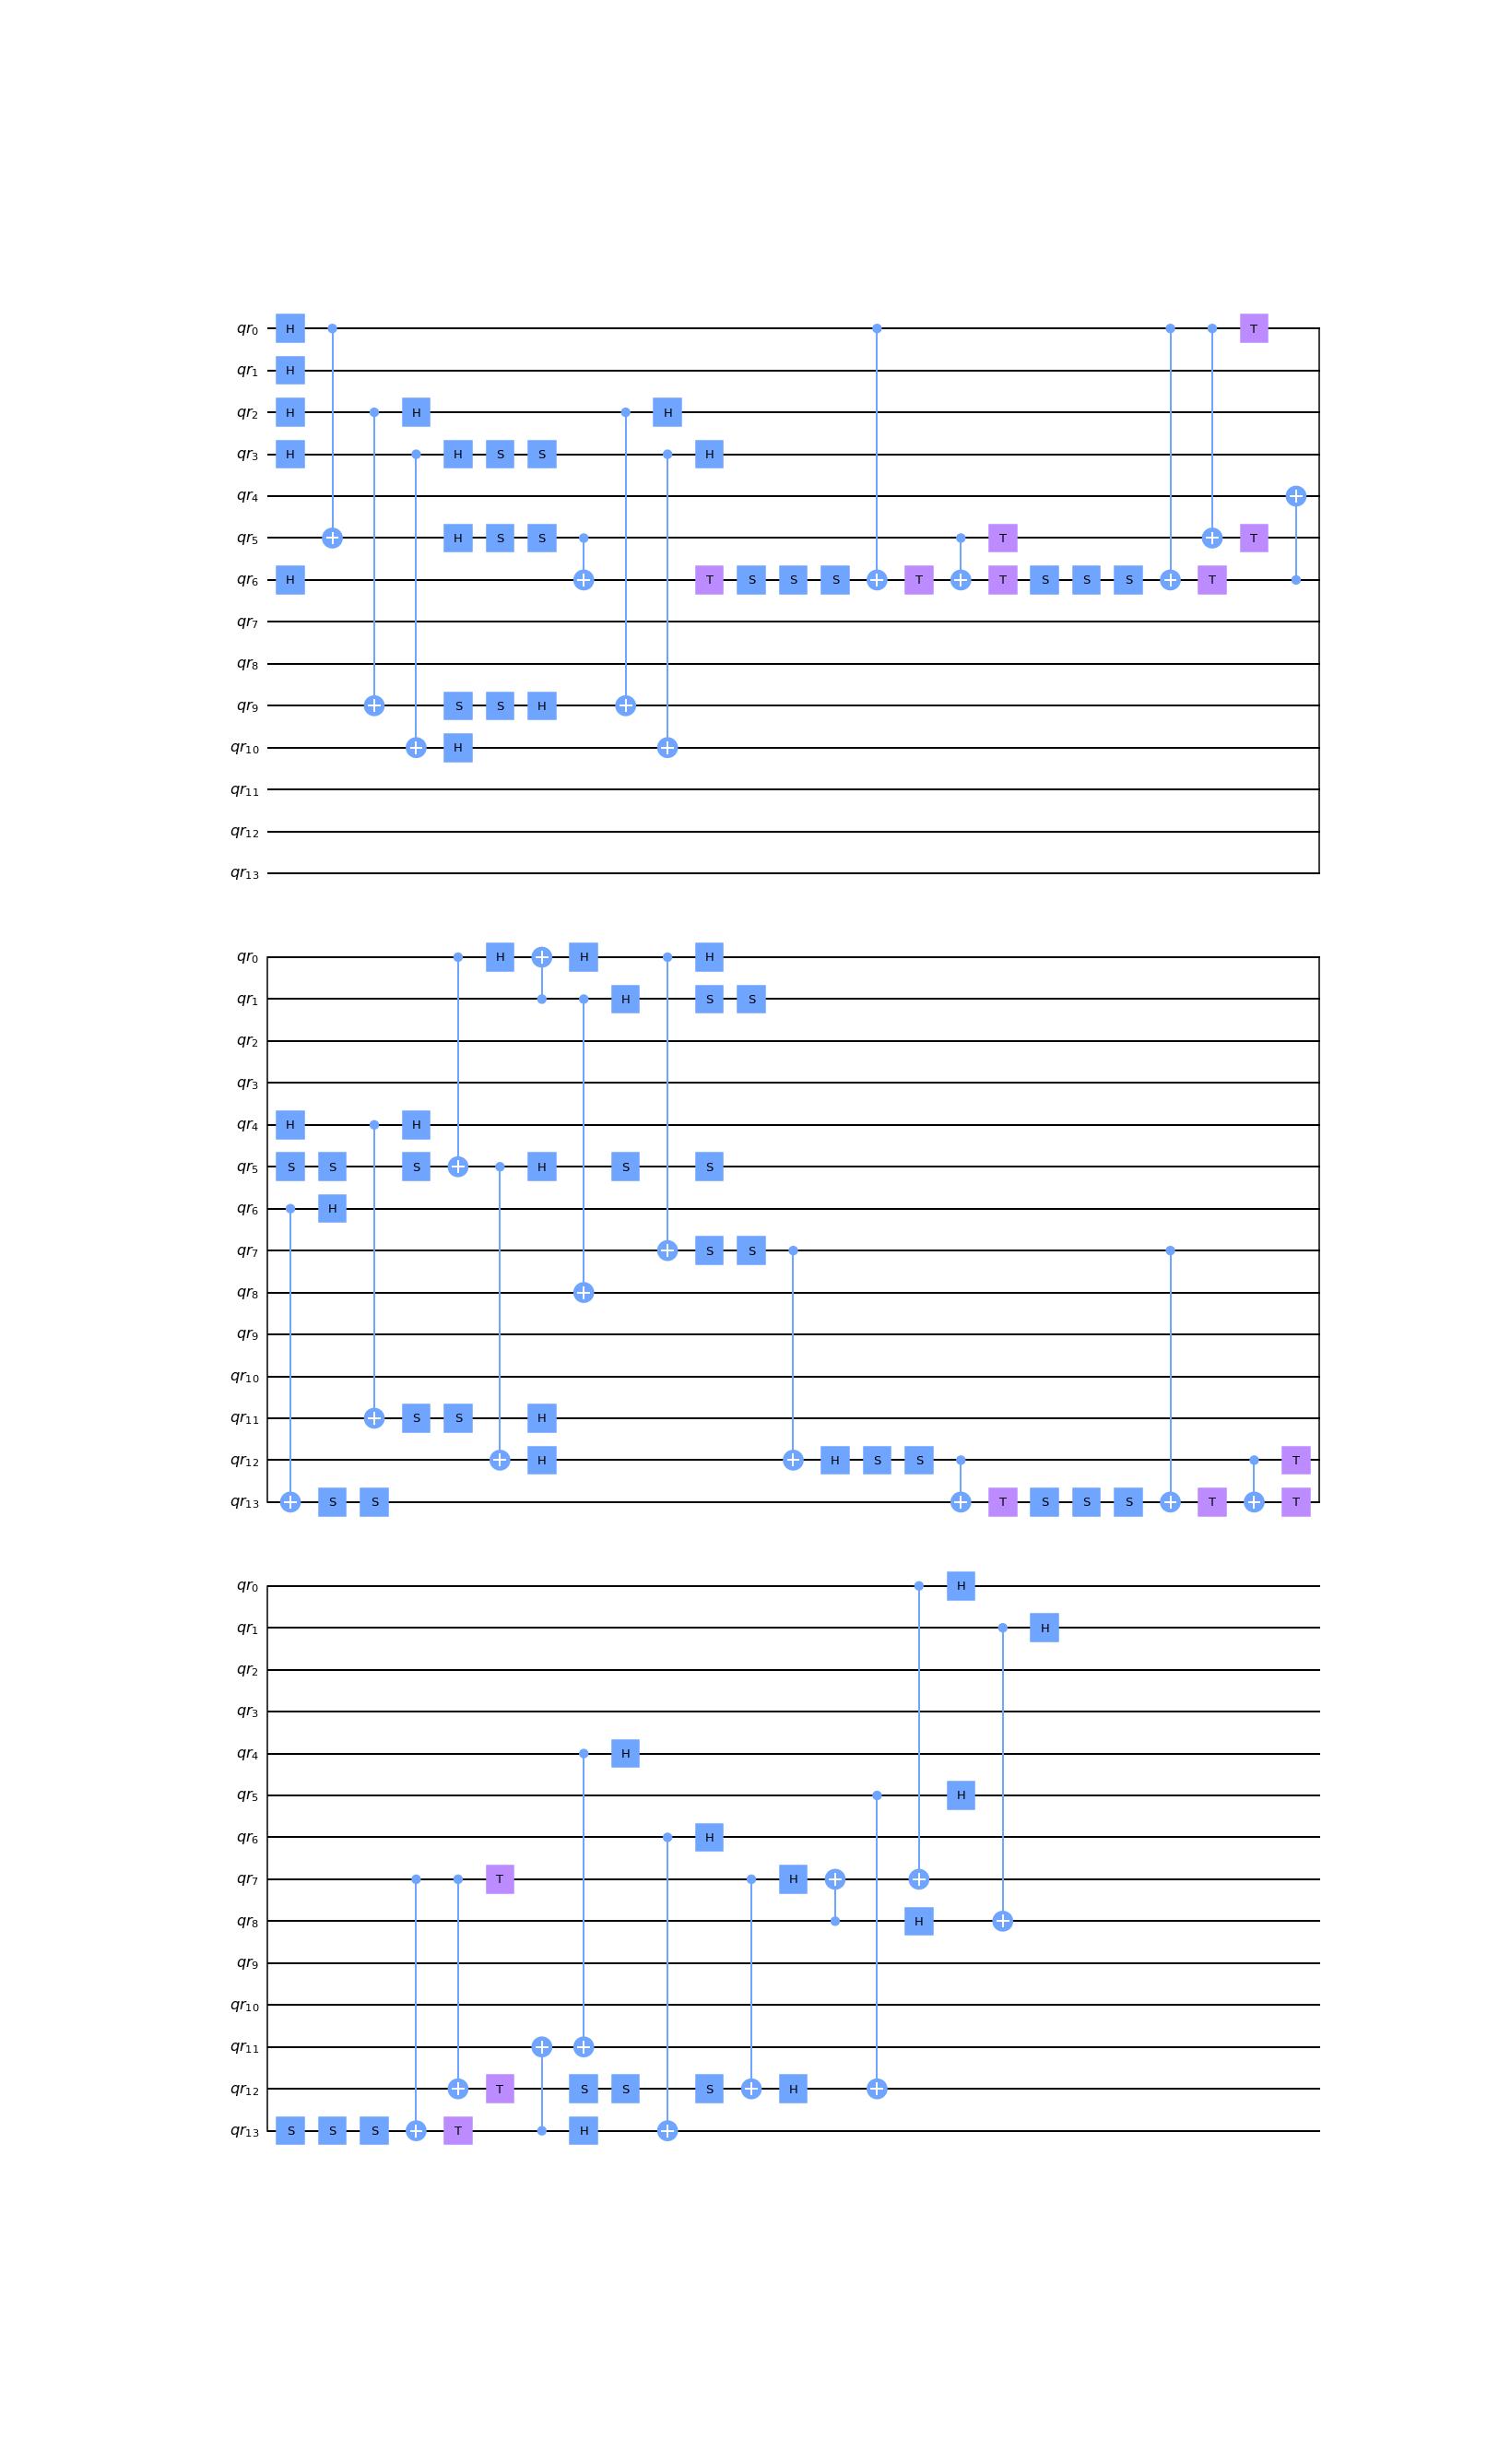 qr0 H T
qr1 H
qr2 H H H
qr3 H H S S H
qr4
qr5 H S S T T
qr6 H T S S S T T S S S T
qr7
qr8
qr9 S S H
qr10 H
qr11
qr12
qr13
qr0 H H H
qr1 H S S
qr2
qr3
qr4 H H
qr5 S S S H S S
qr6 H
qr7 S S
qr8
qr9
qr10
qr11 S S H
qr12 H H S S T
qr13 S S T S S S T T
qr0 H
qr1 H
qr2
qr3
qr4 H
qr5 H
qr6 H
qr7 T H
qr8 H
qr9
qr10
qr11
qr12 T S S S H
qr13 S S S T H